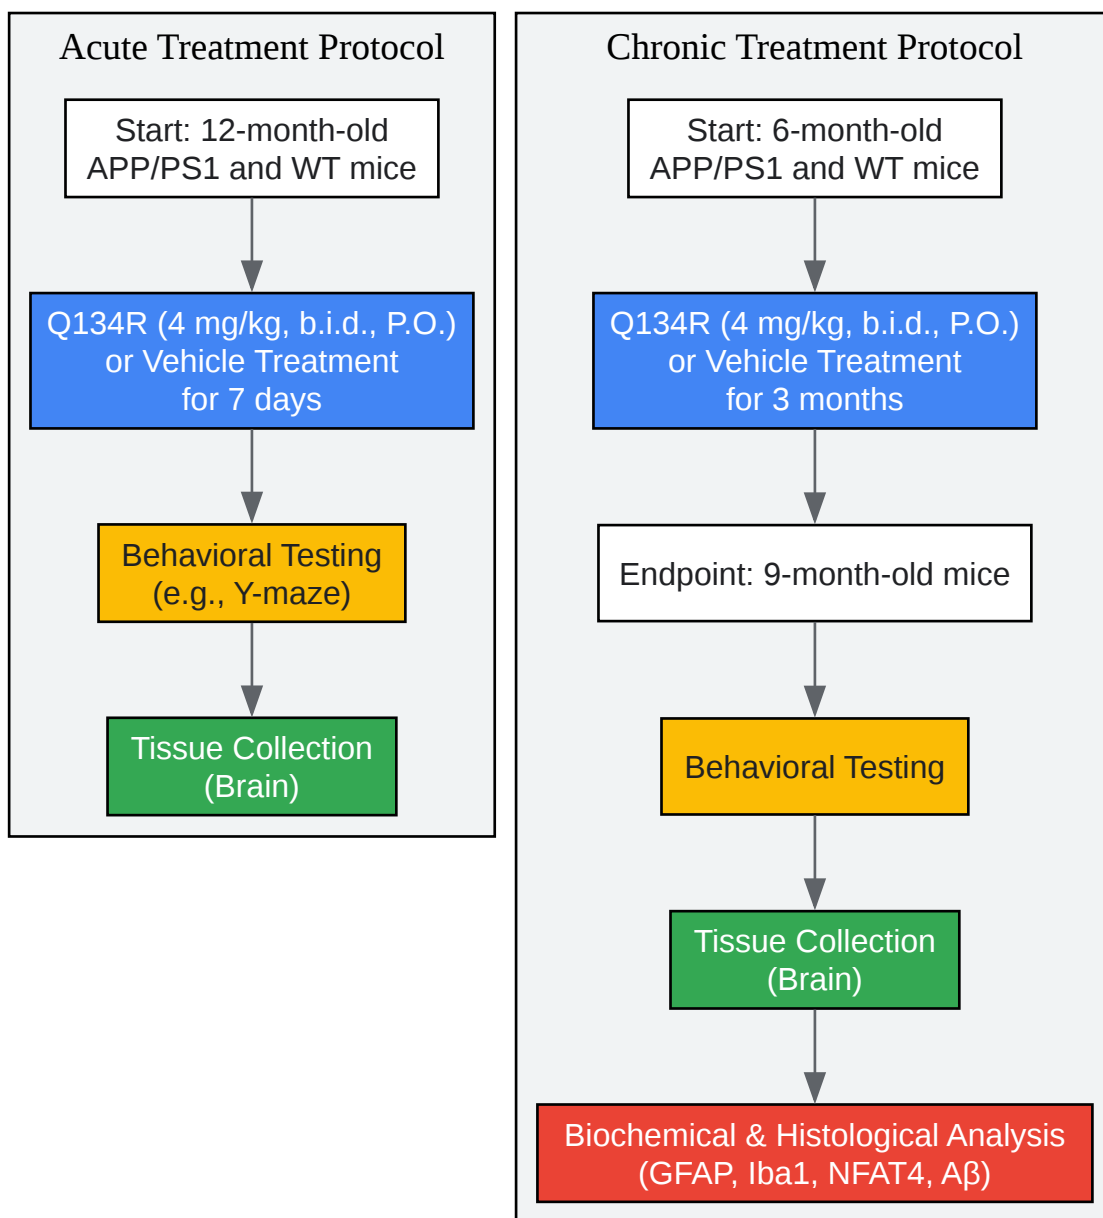 Acute Treatment Protocol
Start: 12-month-old
APP/PS1 and WT mice
Q134R (4 mg/kg, b.i.d., P.O.)
or Vehicle Treatment
for 7 days
Behavioral Testing
(e.g., Y-maze)
Tissue Collection
(Brain)
Chronic Treatment Protocol
Start: 6-month-old
APP/PS1 and WT mice
Q134R (4 mg/kg, b.i.d., P.O.)
or Vehicle Treatment
for 3 months
Endpoint: 9-month-old mice
Behavioral Testing
Tissue Collection
(Brain)
Biochemical & Histological Analysis
(GFAP, Iba1, NFAT4, Aβ)